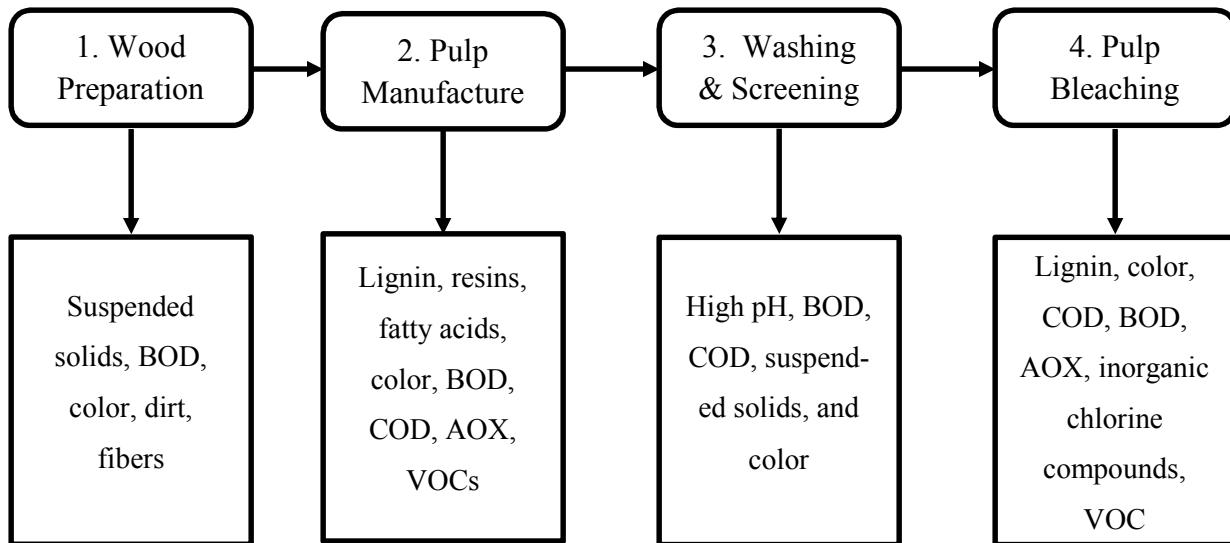 1. Wood
Preparation
2. Pulp
Manufacture
3. Washing
& Screening
4. Pulp
Bleaching
Suspended
solids, BOD,
color, dirt,
fibers
Lignin, resins,
fatty acids,
color, BOD,
COD, AOX,
VOCs
High pH, BOD,
COD, suspend-
ed solids, and
color
Lignin, color,
COD, BOD,
AOX, inorganic
chlorine
compounds,
VOC